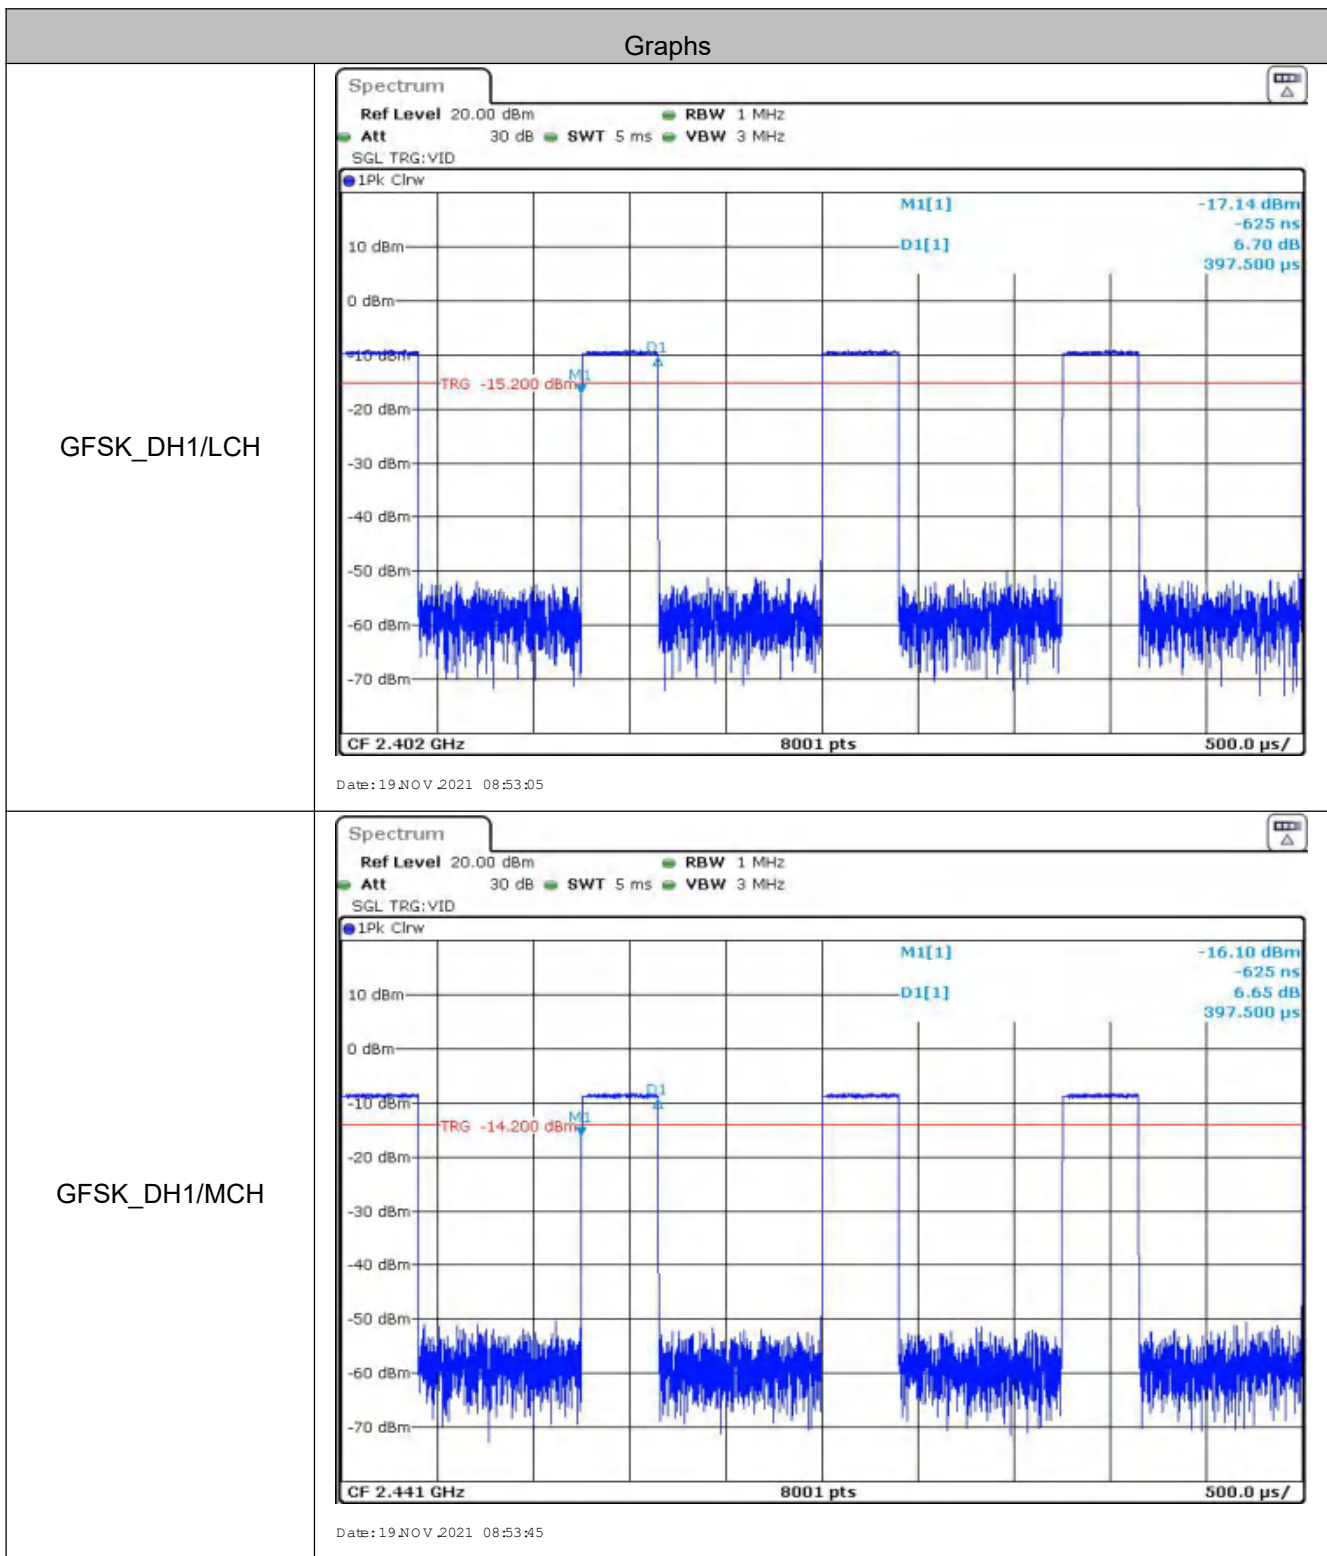 Graphs
GFSK_DH1/LCH
Spectrum
Ref Level 20.00 dBm RBW 1 MHz
Att 30 dB SWT 5 ms VBW 3 MHz
SGL TRG:VID
1Pk Clrw
M1[1] -17.14 dBm
-625 ns
10 dBm D1[1] 6.70 dB
397.500 µs
0 dBm
D1
-10 dBm
M1
TRG -15.200 dBm
-20 dBm
-30 dBm
-40 dBm
-50 dBm
-60 dBm
-70 dBm
CF 2.402 GHz 8001 pts 500.0 µs/
Date: 19.NOV.2021 08:53:05
GFSK_DH1/MCH
Spectrum
Ref Level 20.00 dBm RBW 1 MHz
Att 30 dB SWT 5 ms VBW 3 MHz
SGL TRG:VID
1Pk Clrw
M1[1] -16.10 dBm
-625 ns
10 dBm D1[1] 6.65 dB
397.500 µs
0 dBm
D1
-10 dBm
M1
TRG -14.200 dBm
-20 dBm
-30 dBm
-40 dBm
-50 dBm
-60 dBm
-70 dBm
CF 2.441 GHz 8001 pts 500.0 µs/
Date: 19.NOV.2021 08:53:45